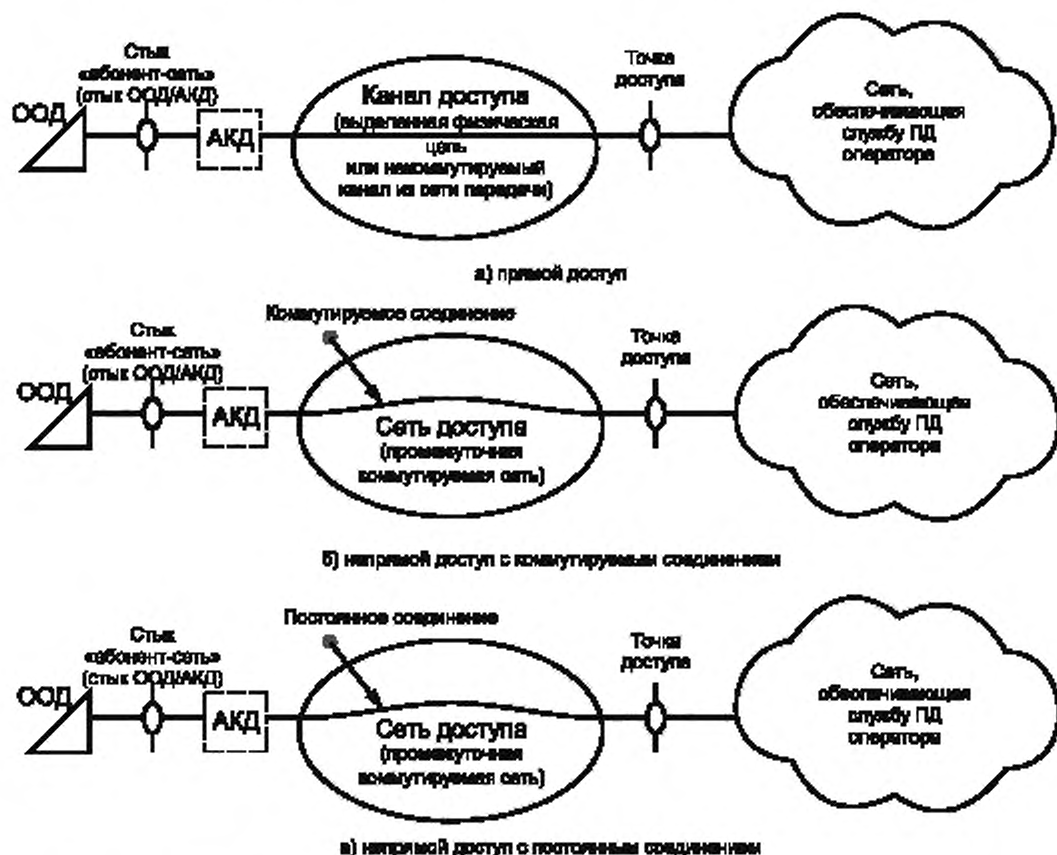 Стык
«абонент-сеть»
(стык ООД/АКД)
ООД
АКД
Канал доступа
(выделенная физическая
цепь
или некоммутируемый
канал из сети передачи)
Точка
доступа
Сеть,
обеспечивающая
службу ПД
оператора
а) прямой доступ
Коммутируемое соединение
Стык
«абонент-сеть»
(стык ООД/АКД)
ООД
АКД
Сеть доступа
(промежуточная
коммутируемая сеть)
Точка
доступа
Сеть,
обеспечивающая
службу ПД
оператора
б) непрямой доступ с коммутируемым соединением
Постоянное соединение
Стык
«абонент-сеть»
(стык ООД/АКД)
ООД
АКД
Сеть доступа
(промежуточная
коммутируемая сеть)
Точка
доступа
Сеть,
обеспечивающая
службу ПД
оператора
в) непрямой доступ с постоянным соединением